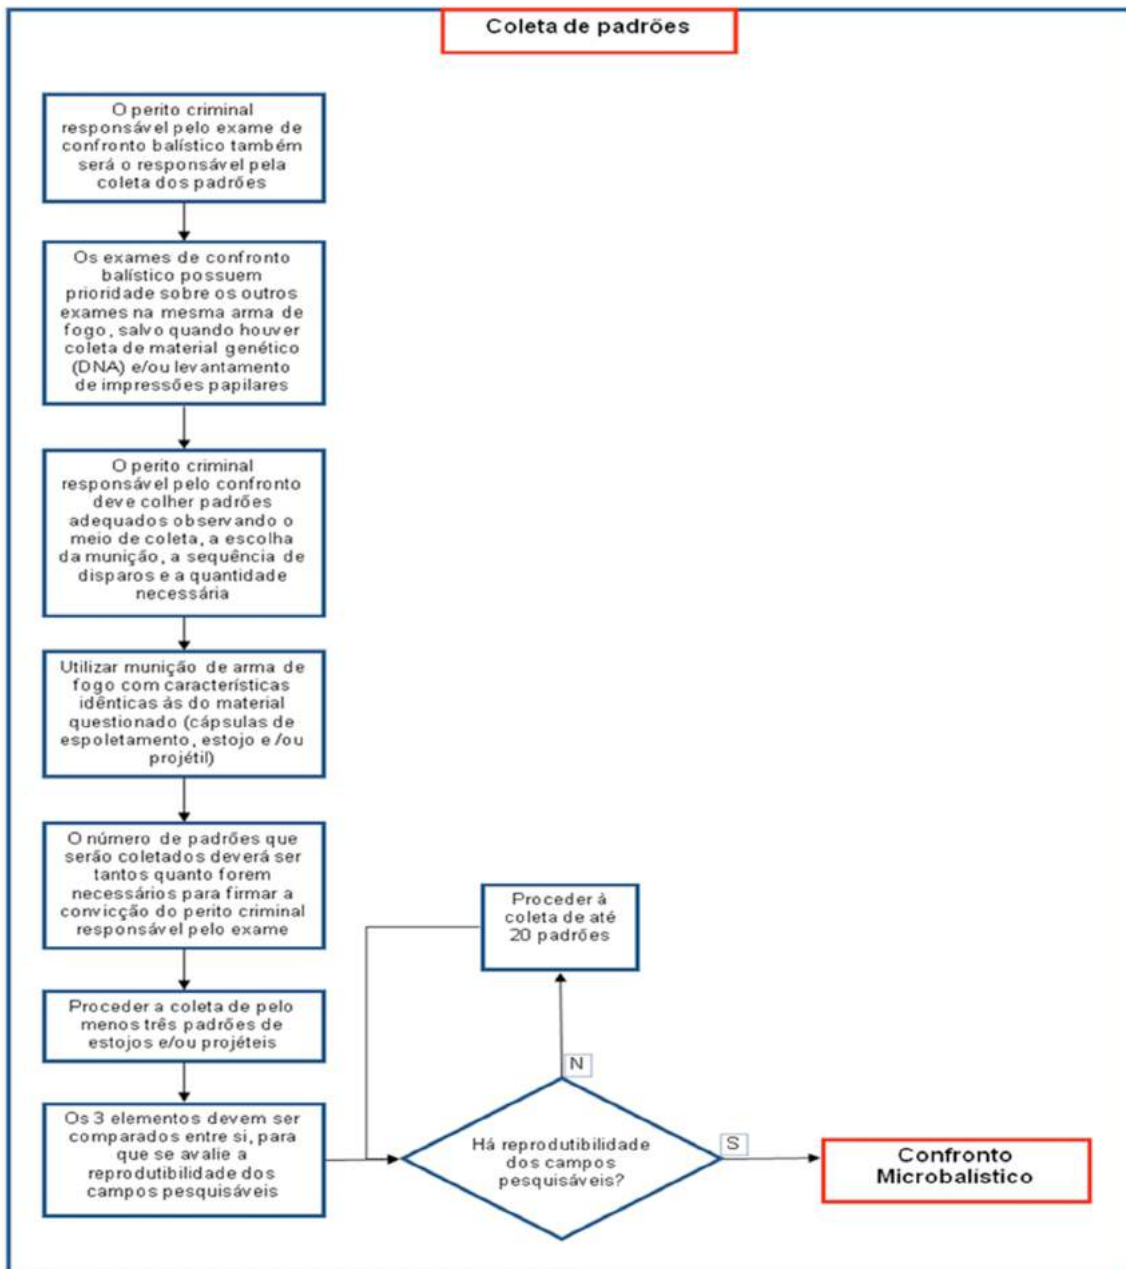 Coleta de padrões
O perito criminal
responsável pelo exame de
confronto balístico também
será o responsável pela
coleta dos padrões
Os exames de confronto
balístico possuem
prioridade sobre os outros
exames na mesma arma de
fogo, salvo quando houver
coleta de material genético
(DNA) e/ou levantamento
de impressões papilares
O perito criminal
responsável pelo confronto
deve colher padrões
adequados observando o
meio de coleta, a escolha
da munição, a sequência de
disparos e a quantidade
necessária
Utilizar munição de arma de
fogo com características
idênticas às do material
questionado (cápsulas de
espoletamento, estojo e /ou
projétil)
O número de padrões que
serão coletados deverá ser
tantos quanto forem
necessários para firmar a
convicção do perito criminal
responsável pelo exame
Proceder a coleta de pelo
menos três padrões de
estojos e/ou projéteis
Os 3 elementos devem ser
comparados entre si, para
que se avalie a
reprodutibilidade dos
campos pesquisáveis
Proceder à
coleta de até
20 padrões
N
Há reprodutibilidade
dos campos
pesquisáveis?
S
Confronto
Microbalístico